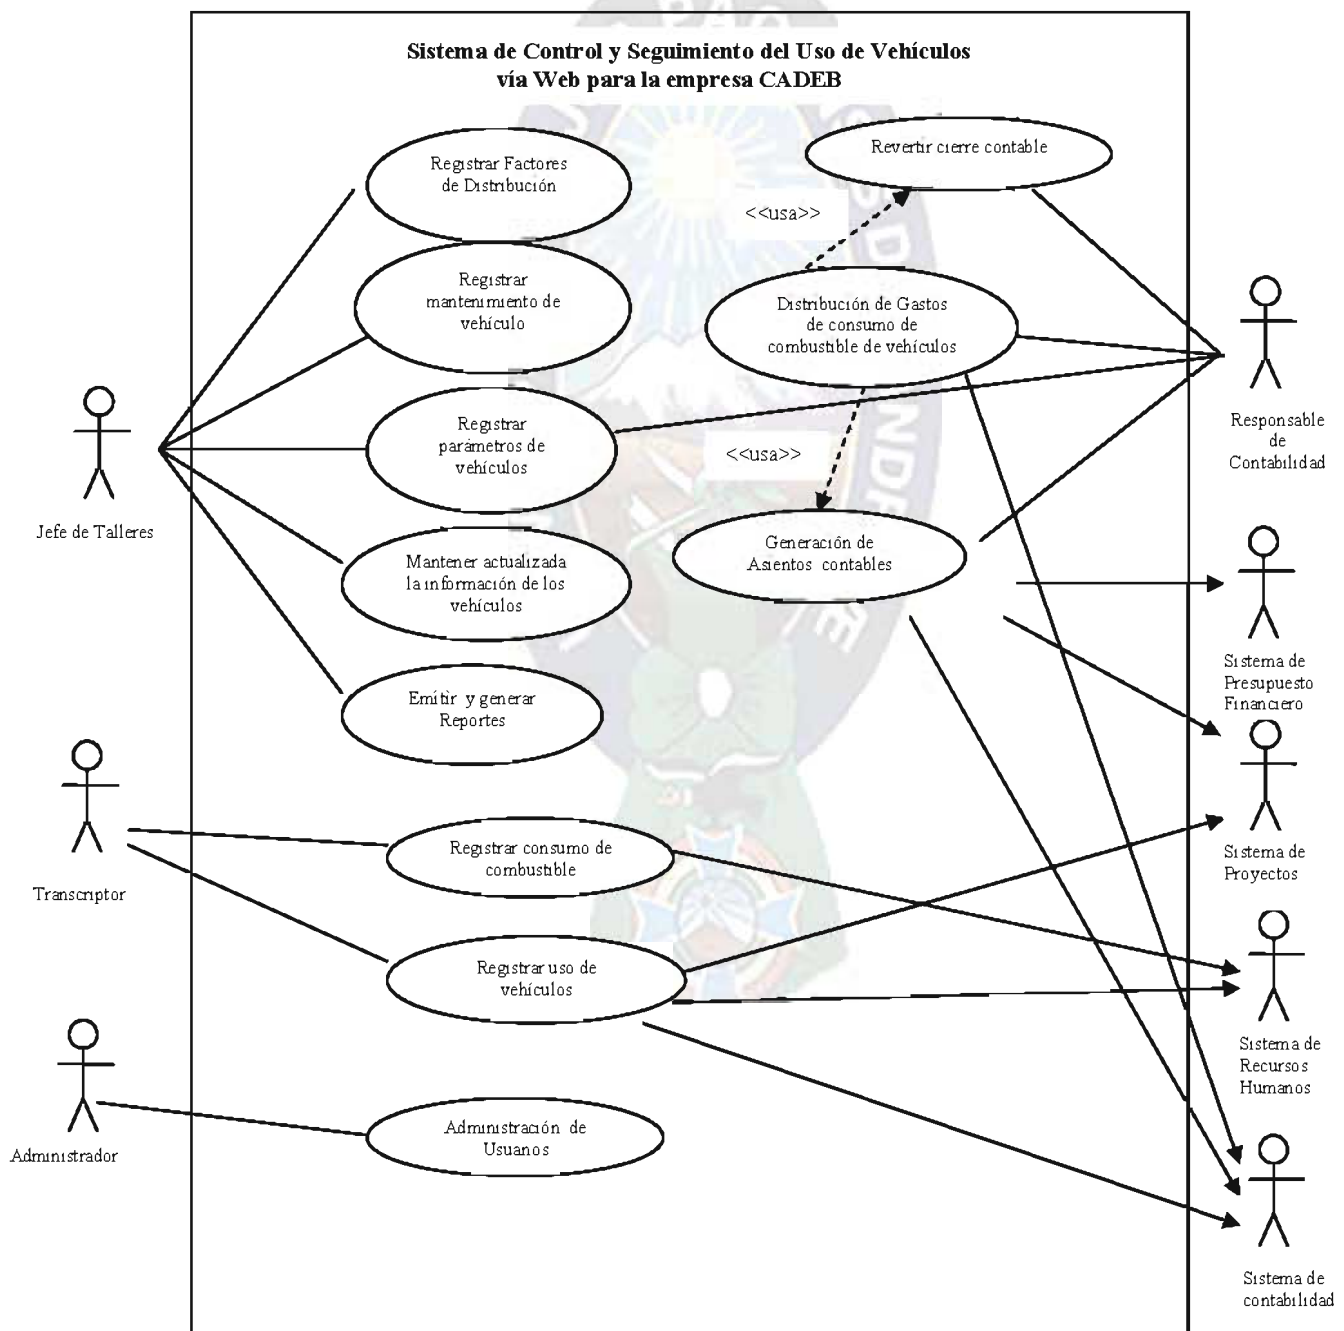 Sistema de Control y Seguimiento del Uso de Vehículos
vía Web para la empresa CADEB
Registrar Factores
de Distribución
Revertir cierre contable
<<usa>>
Registrar
mantenimiento de
vehículo
Distribución de Gastos
de consumo de
combustible de vehículos
Responsable
de
Contabilidad
Registrar
parámetros de
vehículos
<<usa>>
Jefe de Talleres
Generación de
Asientos contables
Mantener actualizada
la información de los
vehículos
Sistema de
Presupuesto
Financiero
Emitir y generar
Reportes
Transcriptor
Registrar consumo de
combustible
Sistema de
Proyectos
Registrar uso de
vehículos
Sistema de
Recursos
Humanos
Administrador
Administración de
Usuarios
Sistema de
contabilidad